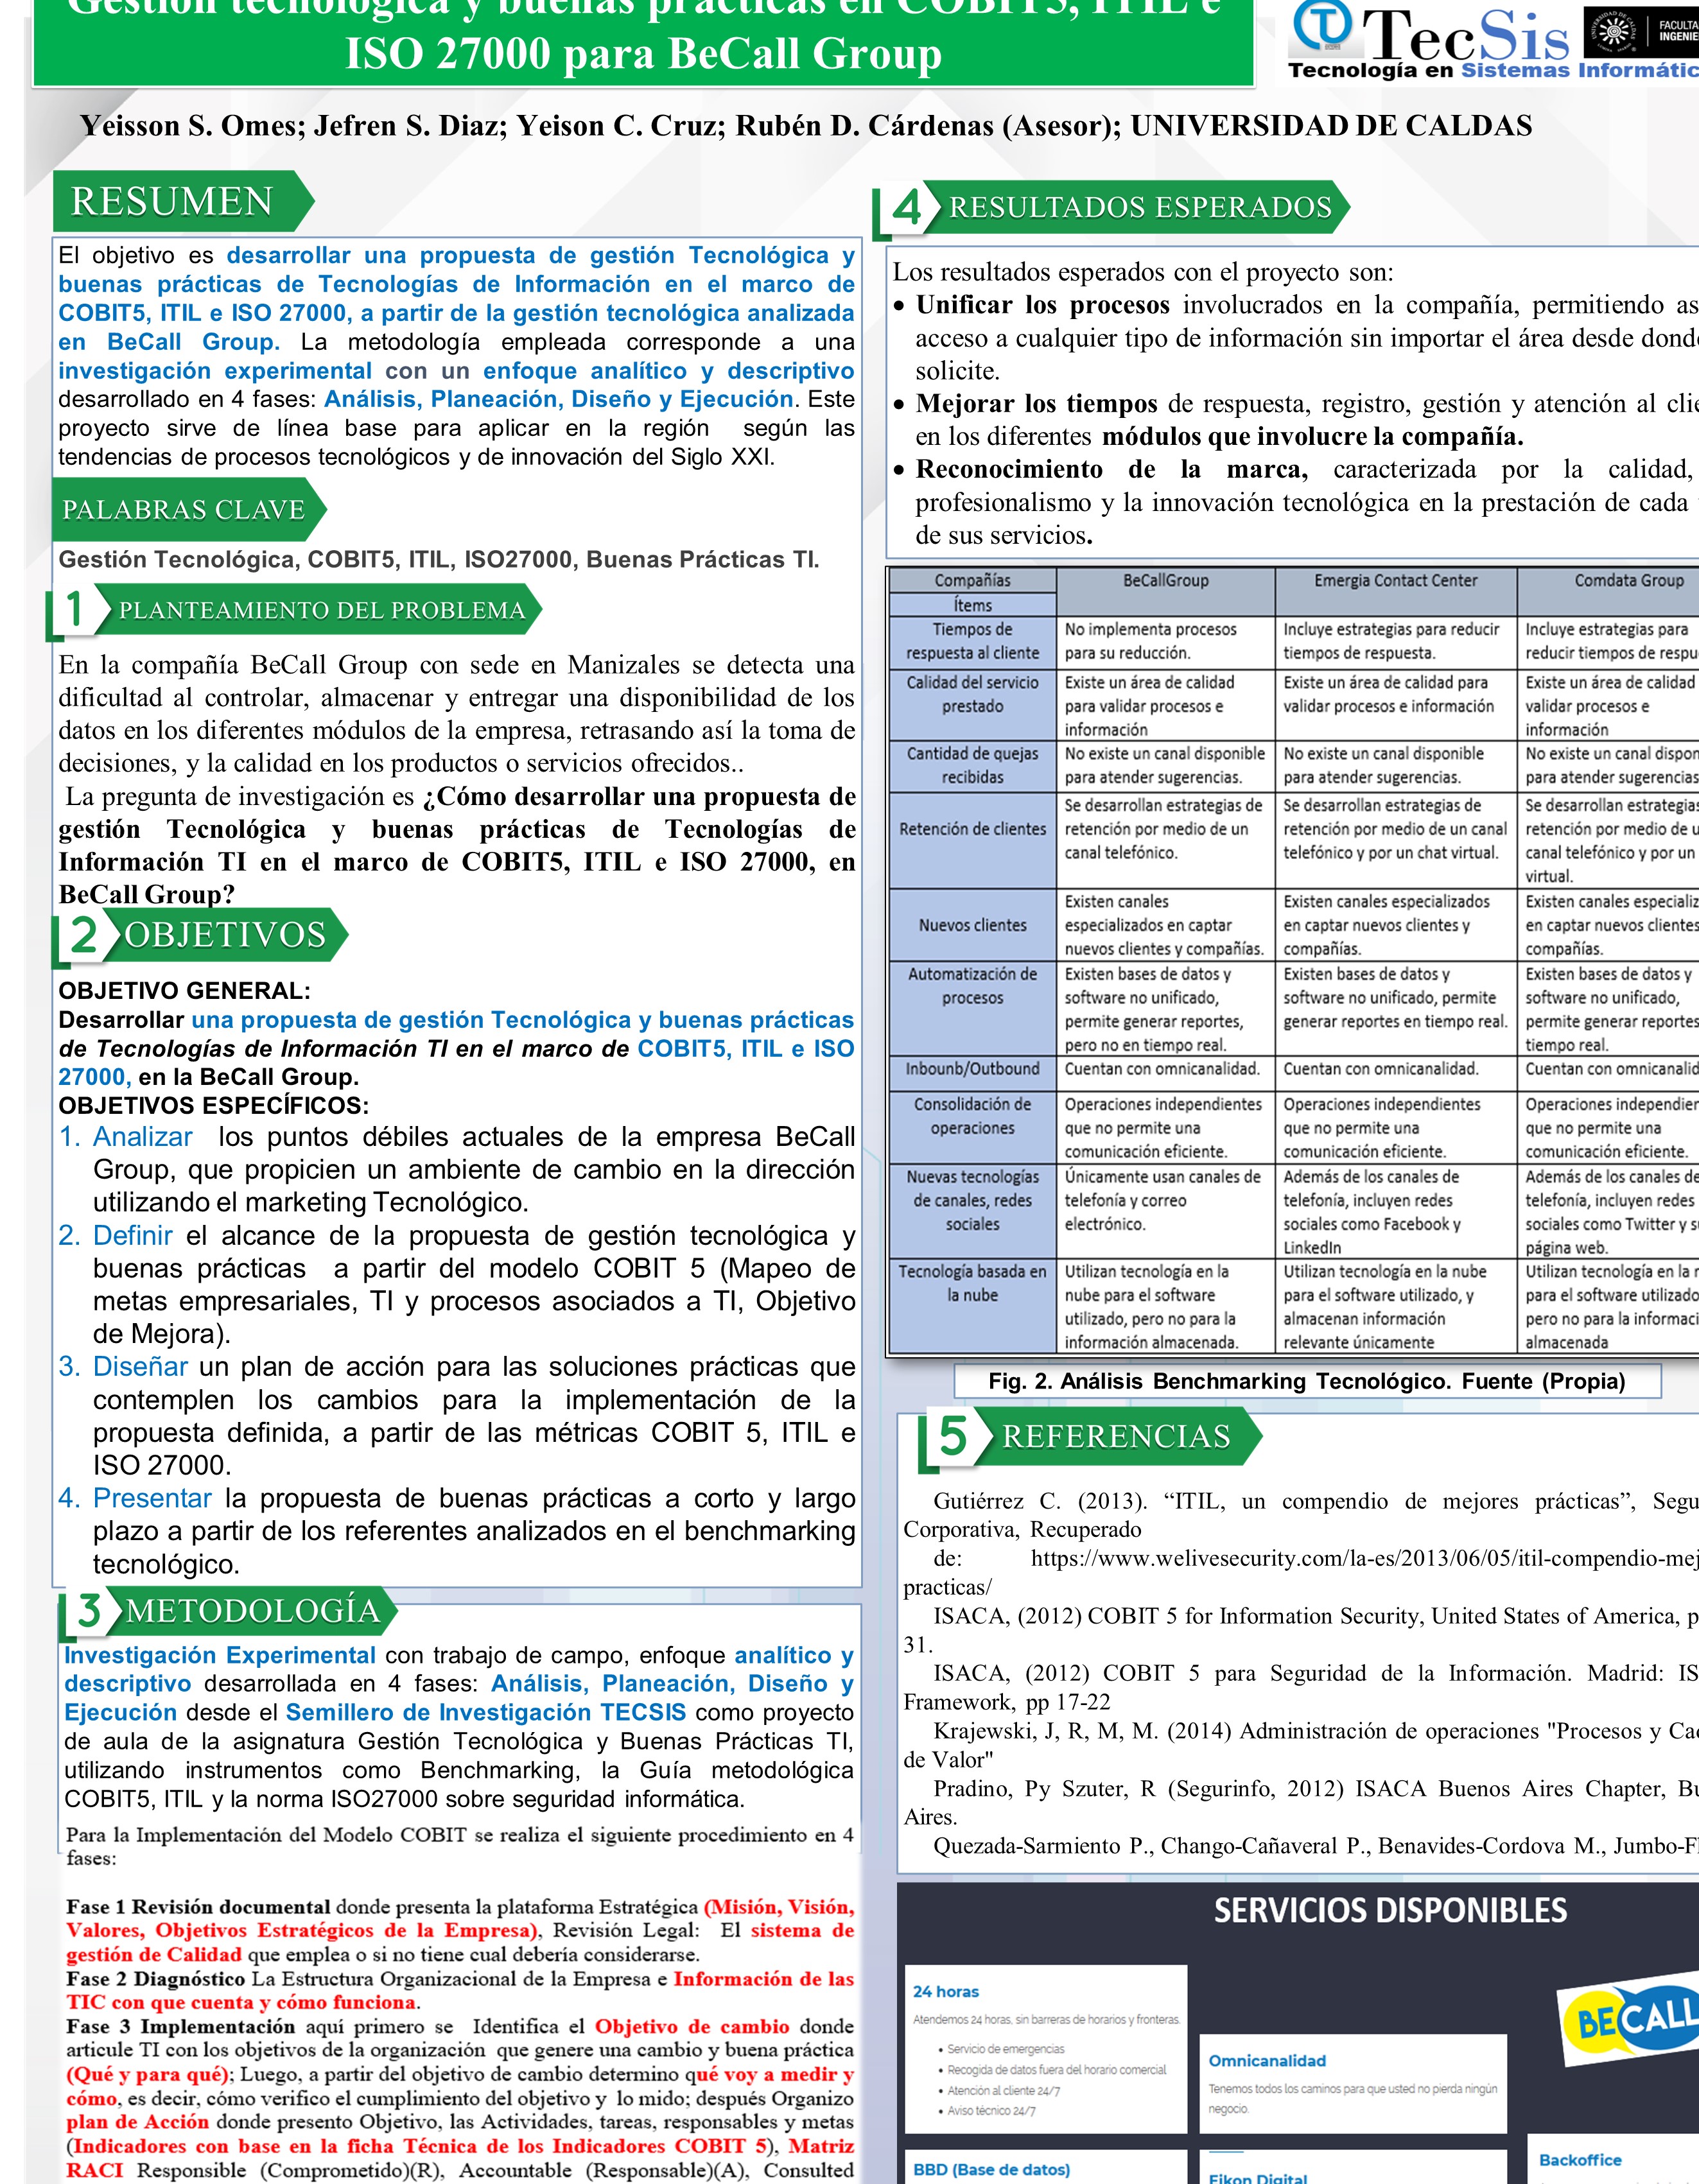 Gestión tecnológica y buenas prácticas en COBIT5, ITIL e
ISO 27000 para BeCall Group
TecSis
Tecnología en Sistemas
Yeisson S. Omes; Jefren S. Diaz; Yeison C. Cruz; Rubén D. Cárdenas (Asesor); UNIVERSIDAD DE CALDAS
RESUMEN
El objetivo es desarrollar una propuesta de gestión Tecnológica y
buenas prácticas de Tecnologías de Información en el marco de
COBIT5, ITIL e ISO 27000, a partir de la gestión tecnológica analizada
en BeCall Group. La metodología empleada corresponde a una
investigación experimental con un enfoque analítico y descriptivo
desarrollado en 4 fases: Análisis, Planeación, Diseño y Ejecución. Este
proyecto sirve de línea base para aplicar en la región según las
tendencias de procesos tecnológicos y de innovación del Siglo XXI.
PALABRAS CLAVE
Gestión Tecnológica, COBIT5, ITIL, ISO27000, Buenas Prácticas TI.
1 PLANTEAMIENTO DEL PROBLEMA
En la compañía BeCall Group con sede en Manizales se detecta una
dificultad al controlar, almacenar y entregar una disponibilidad de los
datos en los diferentes módulos de la empresa, retrasando así la toma de
decisiones, y la calidad en los productos o servicios ofrecidos..
La pregunta de investigación es ¿Cómo desarrollar una propuesta de
gestión Tecnológica y buenas prácticas de Tecnologías de
Información TI en el marco de COBIT5, ITIL e ISO 27000, en
BeCall Group?
2 OBJETIVOS
OBJETIVO GENERAL:
Desarrollar una propuesta de gestión Tecnológica y buenas prácticas
de Tecnologías de Información TI en el marco de COBIT5, ITIL e ISO
27000, en la BeCall Group.
OBJETIVOS ESPECÍFICOS:
1. Analizar los puntos débiles actuales de la empresa BeCall
Group, que propicien un ambiente de cambio en la dirección
utilizando el marketing Tecnológico.
2. Definir el alcance de la propuesta de gestión tecnológica y
buenas prácticas a partir del modelo COBIT 5 (Mapeo de
metas empresariales, TI y procesos asociados a TI, Objetivo
de Mejora).
3. Diseñar un plan de acción para las soluciones prácticas que
contemplen los cambios para la implementación de la
propuesta definida, a partir de las métricas COBIT 5, ITIL e
ISO 27000.
4. Presentar la propuesta de buenas prácticas a corto y largo
plazo a partir de los referentes analizados en el benchmarking
tecnológico.
3 METODOLOGÍA
Investigación Experimental con trabajo de campo, enfoque analítico y
descriptivo desarrollada en 4 fases: Análisis, Planeación, Diseño y
Ejecución desde el Semillero de Investigación TECSIS como proyecto
de aula de la asignatura Gestión Tecnológica y Buenas Prácticas TI,
utilizando instrumentos como Benchmarking, la Guía metodológica
COBIT5, ITIL y la norma ISO27000 sobre seguridad informática.
Para la Implementación del Modelo COBIT se realiza el siguiente procedimiento en 4
fases:
Fase 1 Revisión documental donde presenta la plataforma Estratégica (Misión, Visión,
Valores, Objetivos Estratégicos de la Empresa), Revisión Legal: El sistema de
gestión de Calidad que emplea o si no tiene cual debería considerarse.
Fase 2 Diagnóstico La Estructura Organizacional de la Empresa e Información de las
TIC con que cuenta y cómo funciona.
Fase 3 Implementación aquí primero se Identifica el Objetivo de cambio donde
articule TI con los objetivos de la organización que genere una cambio y buena práctica
(Qué y para qué); Luego, a partir del objetivo de cambio determino qué voy a medir y
cómo, es decir, cómo verifico el cumplimiento del objetivo y lo mido; después Organizo
plan de Acción donde presento Objetivo, las Actividades, tareas, responsables y metas
(Indicadores con base en la ficha Técnica de los Indicadores COBIT 5), Matriz
RACI Responsible (Comprometido)(R), Accountable (Responsable)(A), Consulted
4 RESULTADOS ESPERADOS
Los resultados esperados con el proyecto son:
• Unificar los procesos involucrados en la compañía, permitiendo
acceso a cualquier tipo de información sin importar el área desde
solicite.
• Mejorar los tiempos de respuesta, registro, gestión y atención al
en los diferentes módulos que involucre la compañía.
• Reconocimiento de la marca, caracterizada por la calidad,
profesionalismo y la innovación tecnológica en la prestación de cada
de sus servicios.
Compañías BeCallGroup Emergia Contact Center Comdata Group
Ítems
Tiempos de No implementa procesos Incluye estrategias para reducir Incluye estrategias para
respuesta al cliente para su reducción. tiempos de respuesta. reducir tiempos de
Calidad del servicio Existe un área de calidad Existe un área de calidad para Existe un área de calidad
prestado para validar procesos e validar procesos e información validar procesos e
información información
Cantidad de quejas No existe un canal disponible No existe un canal disponible No existe un canal
recibidas para atender sugerencias. para atender sugerencias. para atender sugerencias
Se desarrollan estrategias de Se desarrollan estrategias de Se desarrollan
Retención de clientes retención por medio de un retención por medio de un canal retención por medio de
canal telefónico. telefónico y por un chat virtual. canal telefónico y por un
virtual.
Existen canales Existen canales especializados Existen canales
Nuevos clientes especializados en captar en captar nuevos clientes y en captar nuevos clientes
nuevos clientes y compañías. compañías. compañías.
Automatización de Existen bases de datos y Existen bases de datos y Existen bases de datos y
procesos software no unificado, software no unificado, permite software no unificado,
permite generar reportes, generar reportes en tiempo real. permite generar reportes
pero no en tiempo real. tiempo real.
Inbounb/Outbound Cuentan con omnicanalidad. Cuentan con omnicanalidad. Cuentan con
Consolidación de Operaciones independientes Operaciones independientes Operaciones
operaciones que no permite una que no permite una que no permite una
comunicación eficiente. comunicación eficiente. comunicación eficiente.
Nuevas tecnologías Únicamente usan canales de Además de los canales de Además de los canales de
de canales, redes telefonía y correo telefonía, incluyen redes telefonía, incluyen redes
sociales electrónico. sociales como Facebook y sociales como Twitter y
LinkedIn página web.
Tecnología basada en Utilizan tecnología en la Utilizan tecnología en la nube Utilizan tecnología en la
la nube nube para el software para el software utilizado, y para el software
utilizado, pero no para la almacenan información pero no para la
información almacenada. relevante únicamente almacenada
Fig. 2. Análisis Benchmarking Tecnológico. Fuente (Propia)
5 REFERENCIAS
Gutiérrez C. (2013). “ITIL, un compendio de mejores prácticas”,
Corporativa, Recuperado
de: https://www.welivesecurity.com/la-es/2013/06/05/itil-compendio-
practicas/
ISACA, (2012) COBIT 5 for Information Security, United States of America,
31.
ISACA, (2012) COBIT 5 para Seguridad de la Información. Madrid:
Framework, pp 17-22
Krajewski, J, R, M, M. (2014) Administración de operaciones "Procesos y
de Valor"
Pradino, Py Szuter, R (Segurinfo, 2012) ISACA Buenos Aires Chapter,
Aires.
Quezada-Sarmiento P., Chango-Cañaveral P., Benavides-Cordova M.,
SERVICIOS DISPONIBLES
24 horas
Atendemos 24 horas, sin barreras de horarios y fronteras.
• Servicio de emergencias
• Recogida de datos fuera del horario comercial
• Atención al cliente 24/7
• Aviso técnico 24/7
BECALL
Omnicanalidad
Tenemos todos los caminos para que usted no pierda ningún
negocio.
Backoffice
BBD (Base de datos)
Eikon Digital